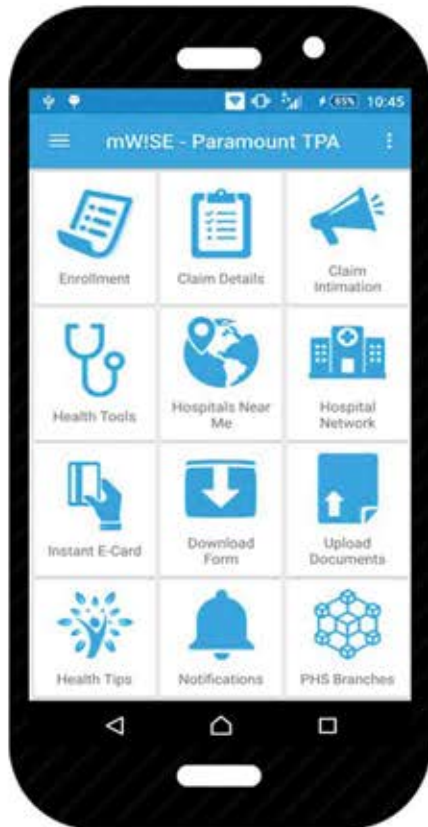 65% 10:45
mW!SE - Paramount TPA
Enrollment
Claim Details
Claim
Intimation
Health Tools
Hospitals Near
Me
Hospital
Network
Instant E-Card
Download
Form
Upload
Documents
Health Tips
Notifications
PHS Branches